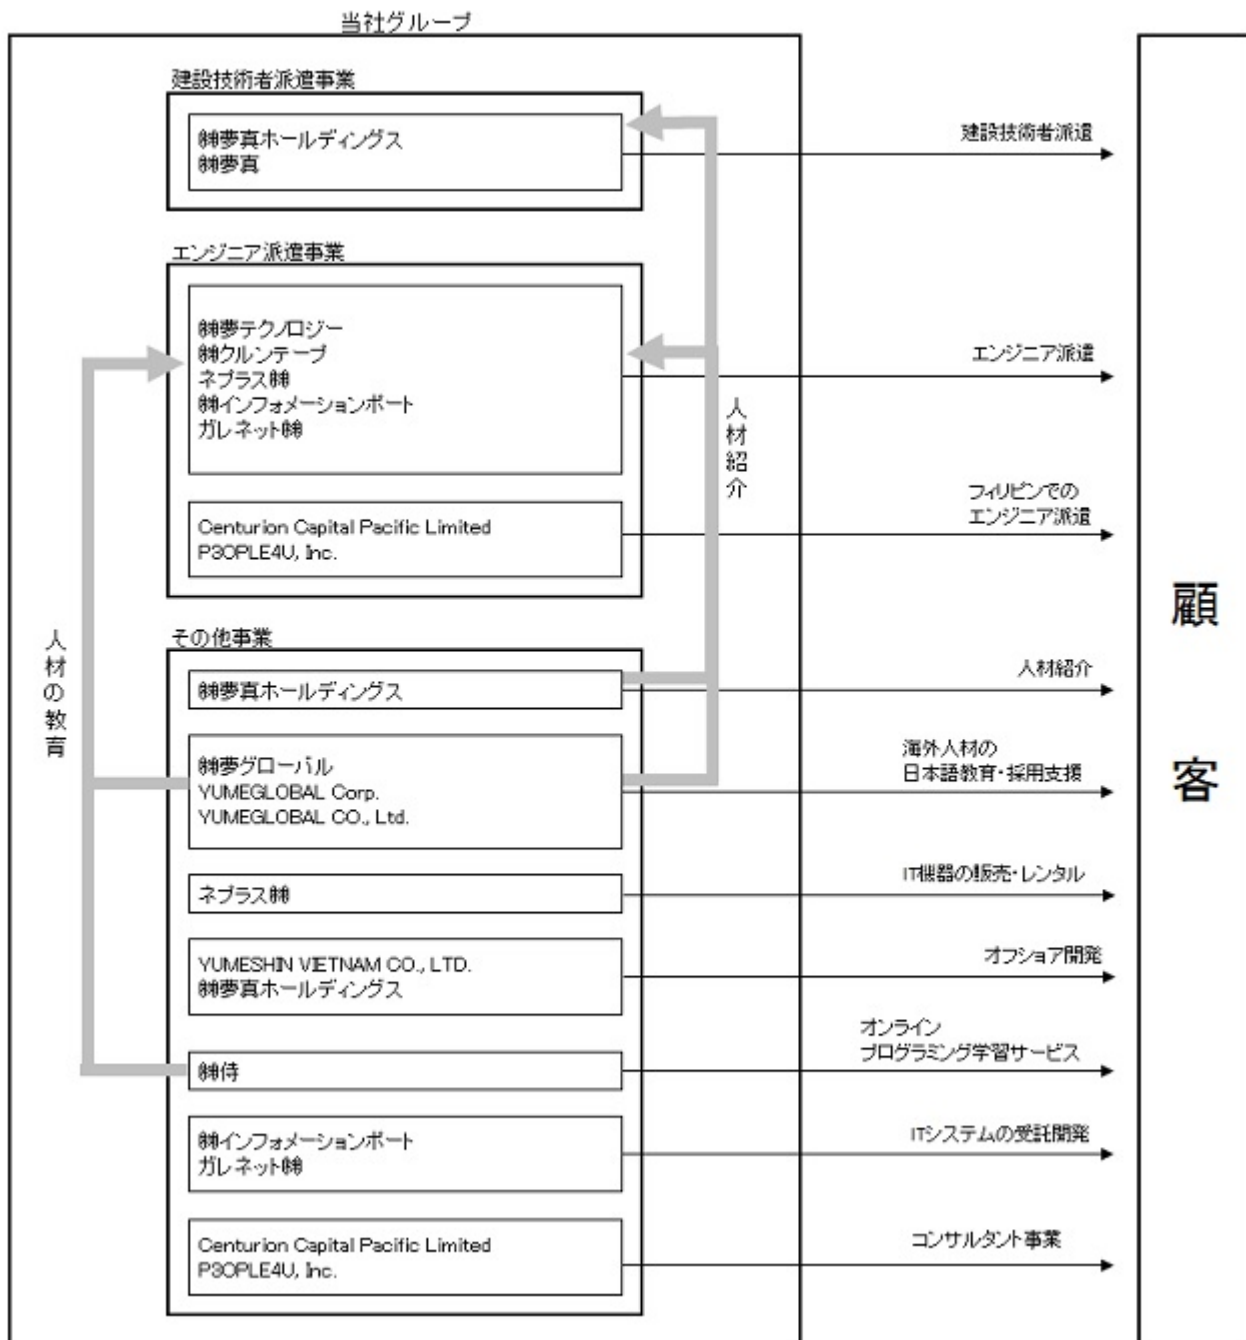 当社グループ
建設技術者派遣事業
㈱夢真ホールディングス
㈱夢真
建設技術者派遣
エンジニア派遣事業
㈱夢テクノロジー
㈱クルンテープ
ネプラス㈱
㈱インフォメーションポート
ガレネット㈱
エンジニア派遣
人材紹介
Centurion Capital Pacific Limited
P3OPLE4U, Inc.
フィリピンでの
エンジニア派遣
人材の教育
その他事業
㈱夢真ホールディングス
人材紹介
㈱夢グローバル
YUMEGLOBAL Corp.
YUMEGLOBAL CO., Ltd.
海外人材の
日本語教育・採用支援
ネプラス㈱
IT機器の販売・レンタル
YUMESHIN VIETNAM CO., LTD.
㈱夢真ホールディングス
オフショア開発
㈱侍
オンライン
プログラミング学習サービス
㈱インフォメーションポート
ガレネット㈱
ITシステムの受託開発
Centurion Capital Pacific Limited
P3OPLE4U, Inc.
コンサルタント事業
顧客